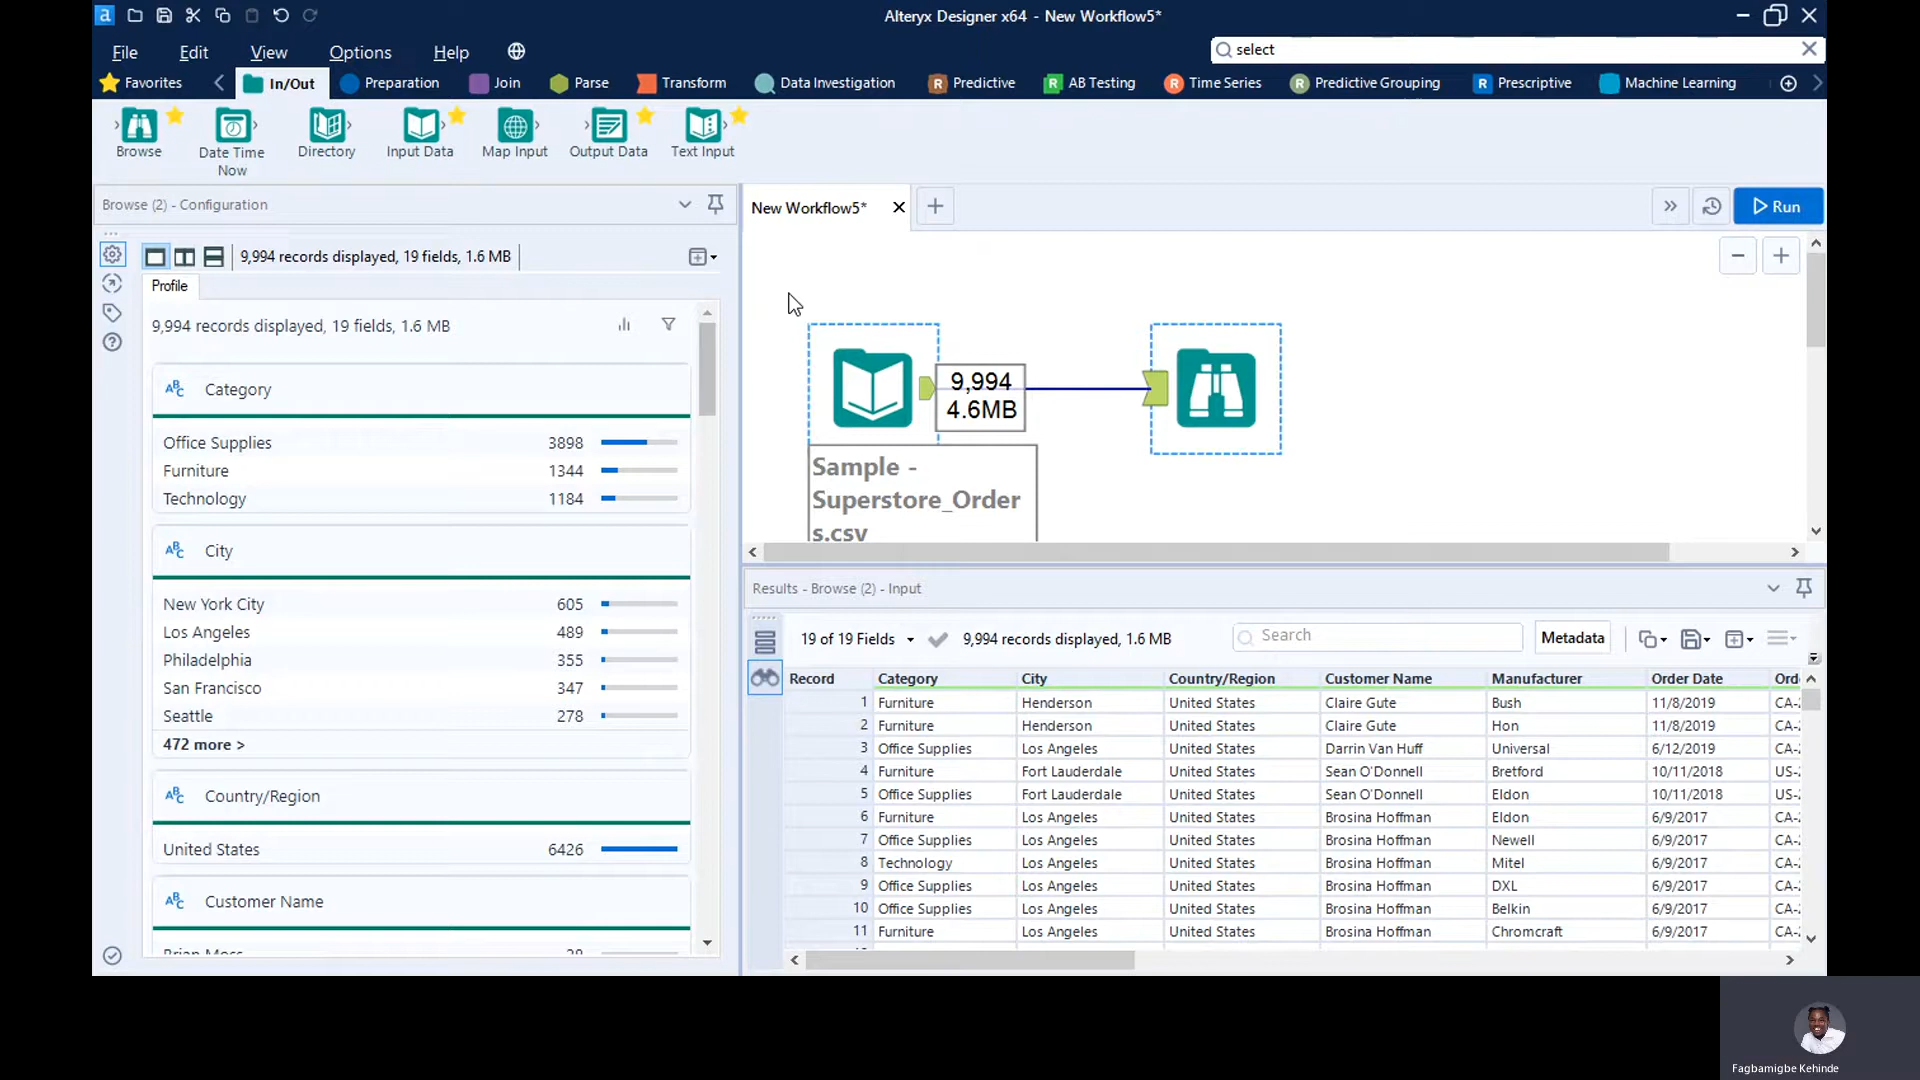 Alteryx Designer x64 - New Workflow5*
File Edit View Options Help
select
Favorites In/Out Preparation Join Parse Transform Data Investigation Predictive AB Testing Time Series Predictive Grouping Prescriptive Machine Learning
Browse Date Time Now Directory Input Data Map Input Output Data Text Input
Browse (2) - Configuration
9,994 records displayed, 19 fields, 1.6 MB
Profile
9,994 records displayed, 19 fields, 1.6 MB
Category
Office Supplies 3898
Furniture 1344
Technology 1184
City
New York City 605
Los Angeles 489
Philadelphia 355
San Francisco 347
Seattle 278
472 more >
Country/Region
United States 6426
Customer Name
New Workflow5*
Run
9,994
4.6MB
Sample -
Superstore_Order
s.csv
Results - Browse (2) - Input
19 of 19 Fields 9,994 records displayed, 1.6 MB Search Metadata
Record Category City Country/Region Customer Name Manufacturer Order Date Ord
1 Furniture Henderson United States Claire Gute Bush 11/8/2019 CA-
2 Furniture Henderson United States Claire Gute Hon 11/8/2019 CA-
3 Office Supplies Los Angeles United States Darrin Van Huff Universal 6/12/2019 CA-
4 Furniture Fort Lauderdale United States Sean O'Donnell Bretford 10/11/2018 US-
5 Office Supplies Fort Lauderdale United States Sean O'Donnell Eldon 10/11/2018 US-
6 Furniture Los Angeles United States Brosina Hoffman Eldon 6/9/2017 CA-
7 Office Supplies Los Angeles United States Brosina Hoffman Newell 6/9/2017 CA-
8 Technology Los Angeles United States Brosina Hoffman Mitel 6/9/2017 CA-
9 Office Supplies Los Angeles United States Brosina Hoffman DXL 6/9/2017 CA-
10 Office Supplies Los Angeles United States Brosina Hoffman Belkin 6/9/2017 CA-
11 Furniture Los Angeles United States Brosina Hoffman Chromcraft 6/9/2017 CA-
Fagbamigbe Kehinde